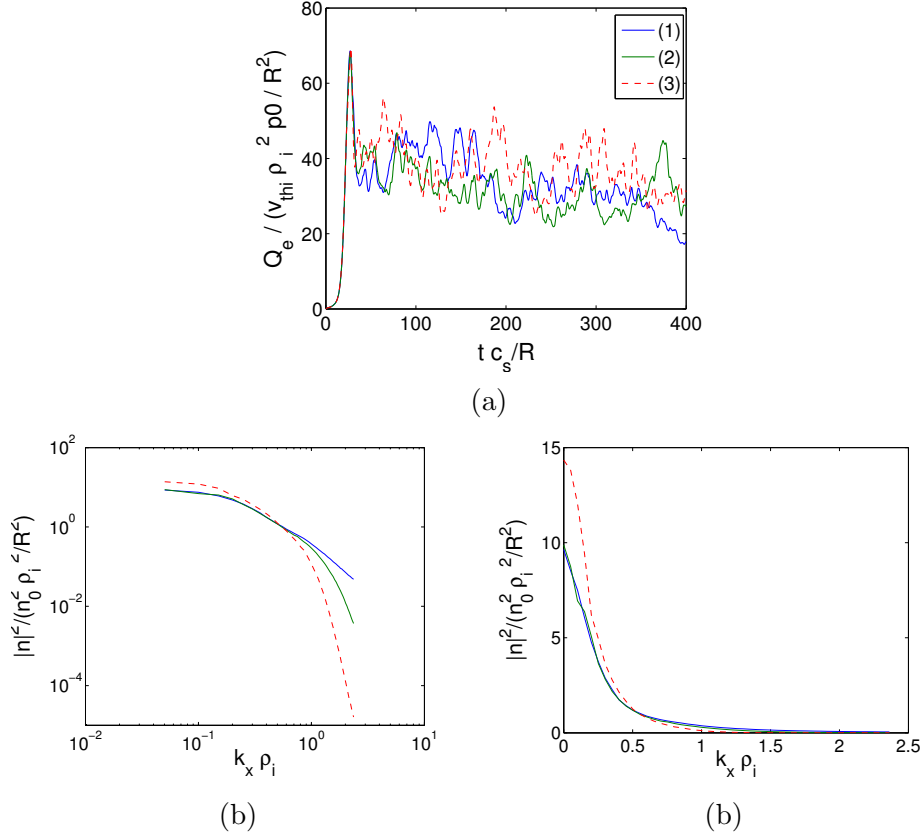 80
60
40
20
0
Q_e / (v_thi ρ_i^2 p0 / R^2)
(1)
(2)
(3)
0 100 200 300 400
t c_s/R
(a)
10^2
10^0
10^−2
10^−4
|n|^2/(n_0^2 ρ_i^2/R^2)
10^−2 10^−1 10^0 10^1
k_x ρ_i
(b)
15
10
5
0
|n|^2/(n_0^2 ρ_i^2/R^2)
0 0.5 1 1.5 2 2.5
k_x ρ_i
(b)